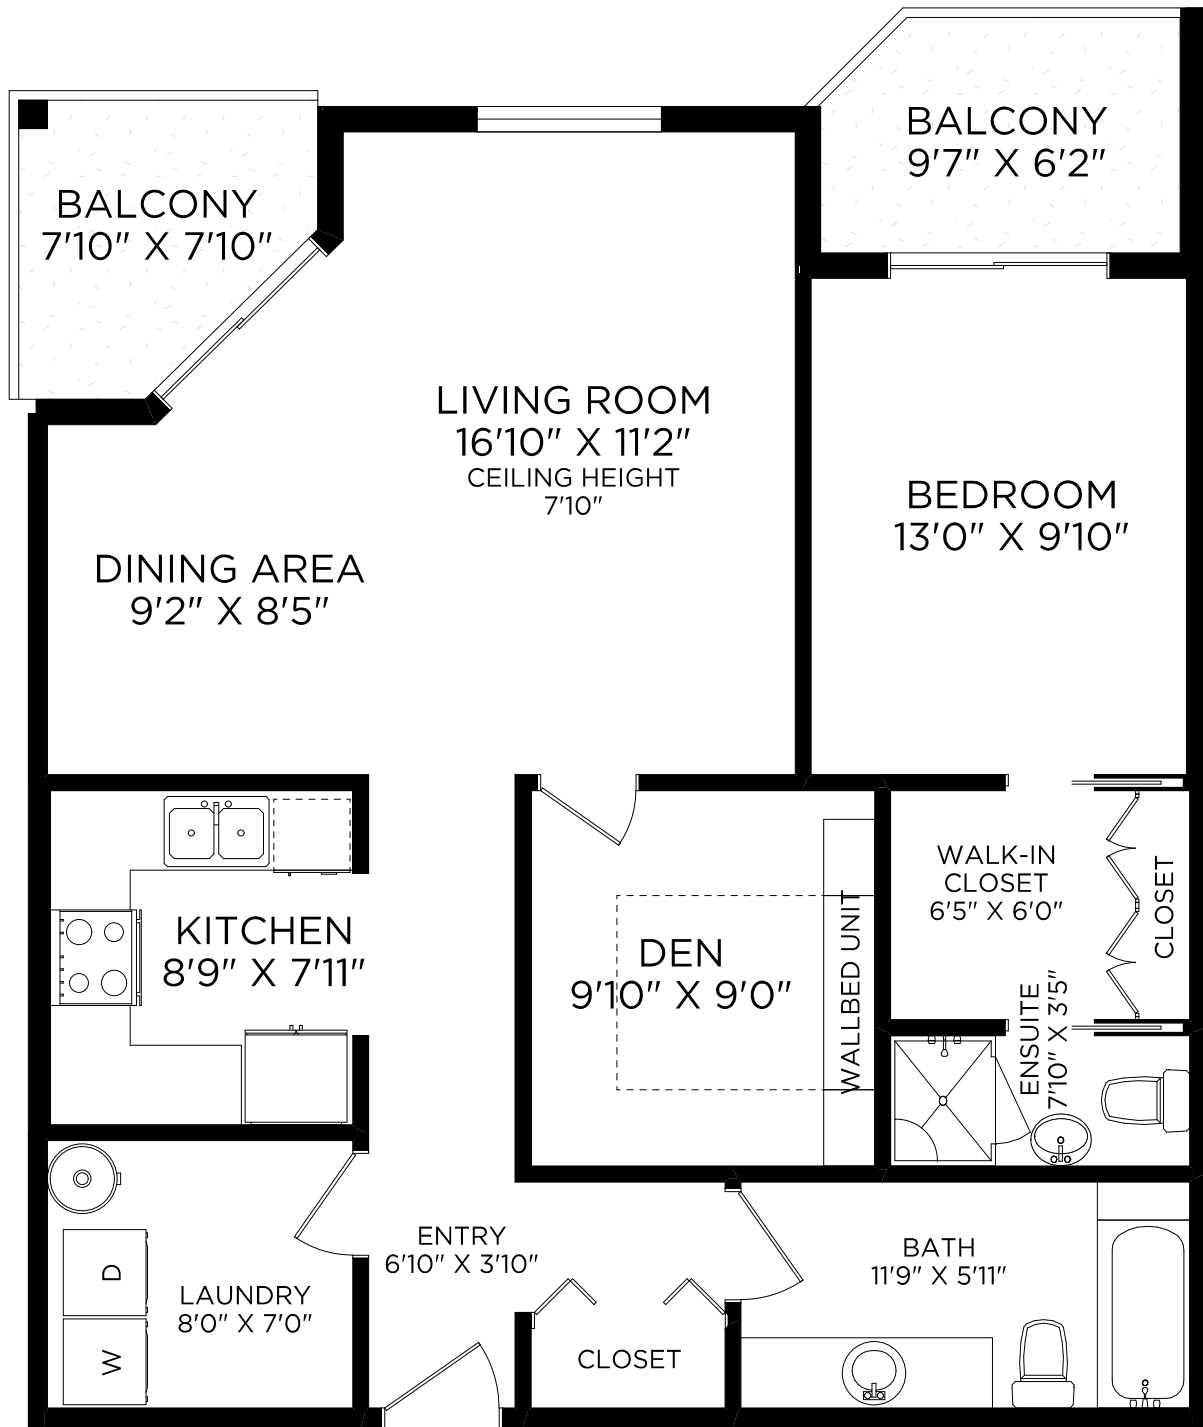 BALCONY
9'7" X 6'2"
BALCONY
7'10" X 7'10"
LIVING ROOM
16'10" X 11'2"
CEILING HEIGHT
7'10"
BEDROOM
13'0" X 9'10"
DINING AREA
9'2" X 8'5"
KITCHEN
8'9" X 7'11"
DEN
9'10" X 9'0"
WALLBED UNIT
WALK-IN
CLOSET
6'5" X 6'0"
CLOSET
ENSUITE
7'10" X 3'5"
ENTRY
6'10" X 3'10"
BATH
11'9" X 5'11"
D
LAUNDRY
8'0" X 7'0"
W
CLOSET